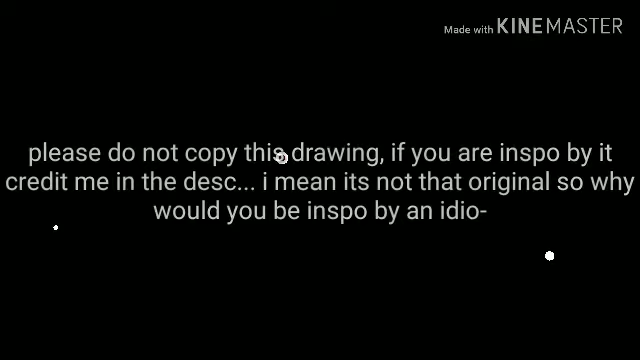 Made with KINEMASTER
please do not copy this drawing, if you are inspo by it
credit me in the desc... i mean its not that original so why
would you be inspo by an idio-